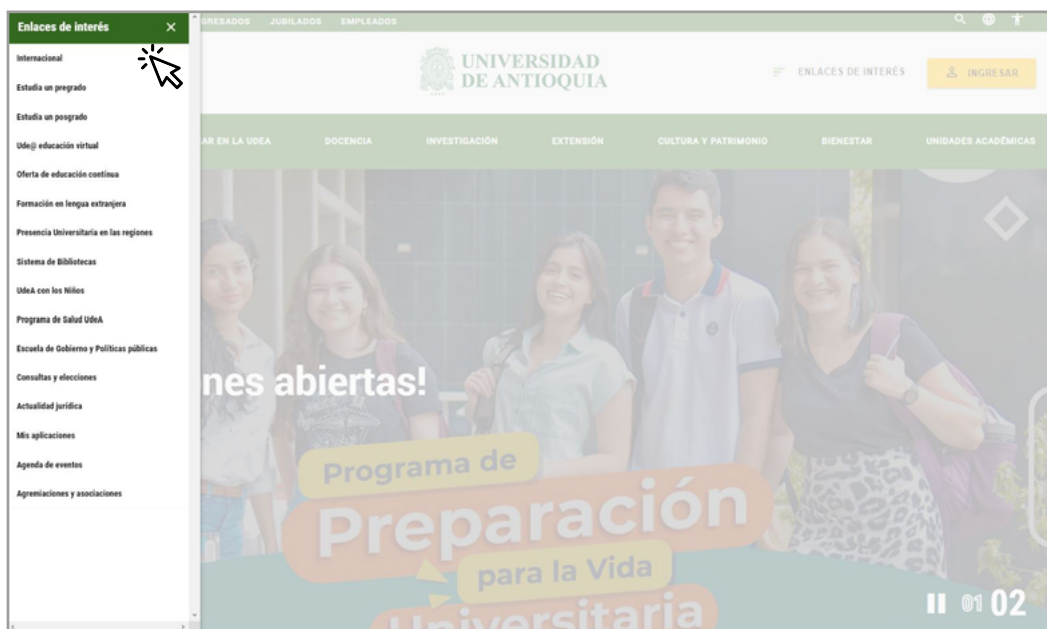 Enlaces de interés
GRESADOS JUBILADOS EMPLEADOS
UNIVERSIDAD
DE ANTIOQUIA
ENLACES DE INTERÉS
INGRESAR
AR EN LA UDEA DOCENCIA INVESTIGACIÓN EXTENSIÓN CULTURA Y PATRIMONIO BIENESTAR UNIDADES ACADÉMICAS
Internacional
Estudia un pregrado
Estudia un posgrado
Ude@ educación virtual
Oferta de educación continua
Formación en lengua extranjera
Presencia Universitaria en las regiones
Sistema de Bibliotecas
UdeA con los Niños
Programa de Salud UdeA
Escuela de Gobierno y Políticas públicas
Consultas y elecciones
Actualidad jurídica
Mis aplicaciones
Agenda de eventos
Agremiaciones y asociaciones
nes abiertas!
Programa de
Preparación
para la Vida
Universitaria
01 02